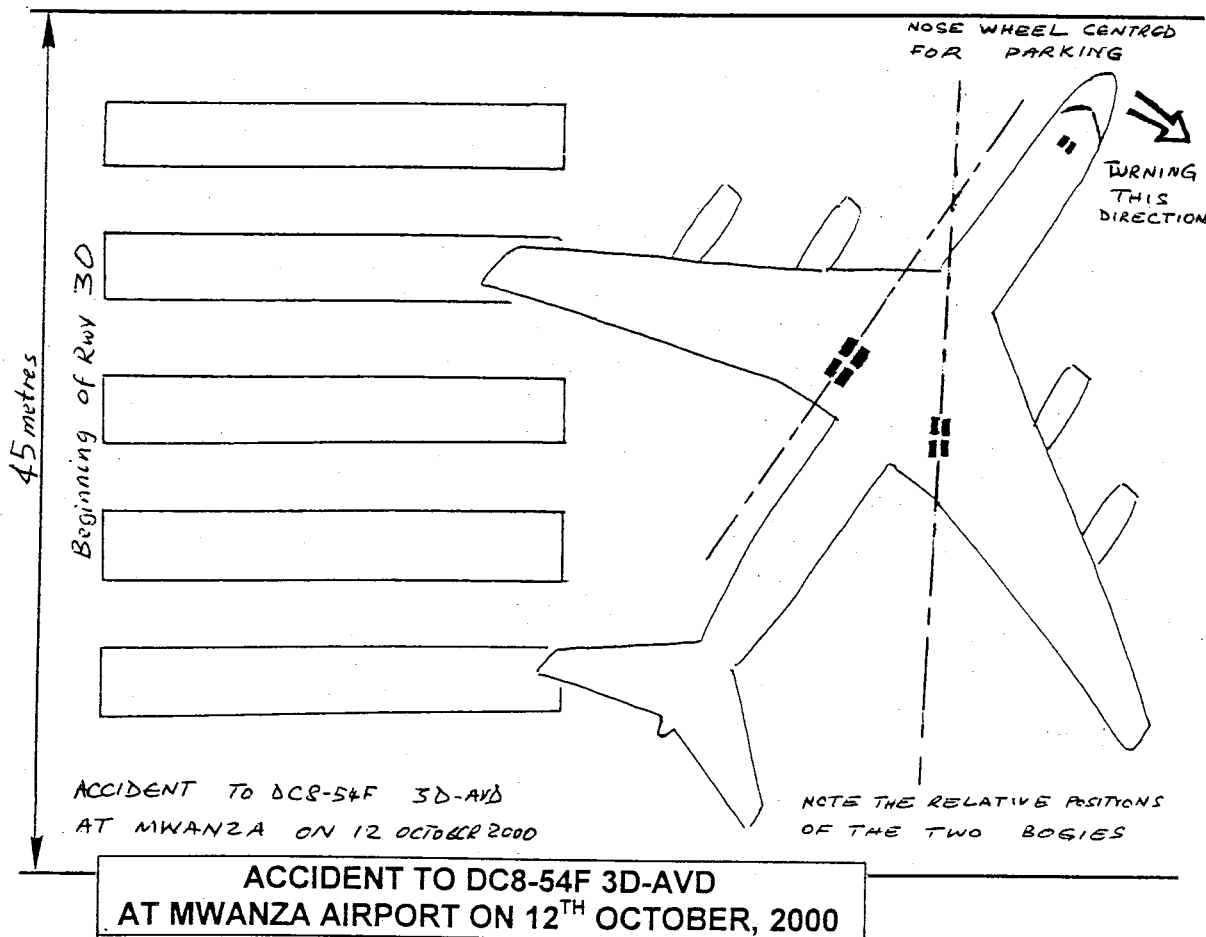 NOSE WHEEL CENTRED
FOR PARKING
TURNING
THIS
DIRECTION
45 metres
Beginning of Rwy 30
ACCIDENT TO DC8-54F 3D-AVD
AT MWANZA ON 12 OCTOBER 2000
NOTE THE RELATIVE POSITIONS
OF THE TWO BOGIES
ACCIDENT TO DC8-54F 3D-AVD
AT MWANZA AIRPORT ON 12TH OCTOBER, 2000